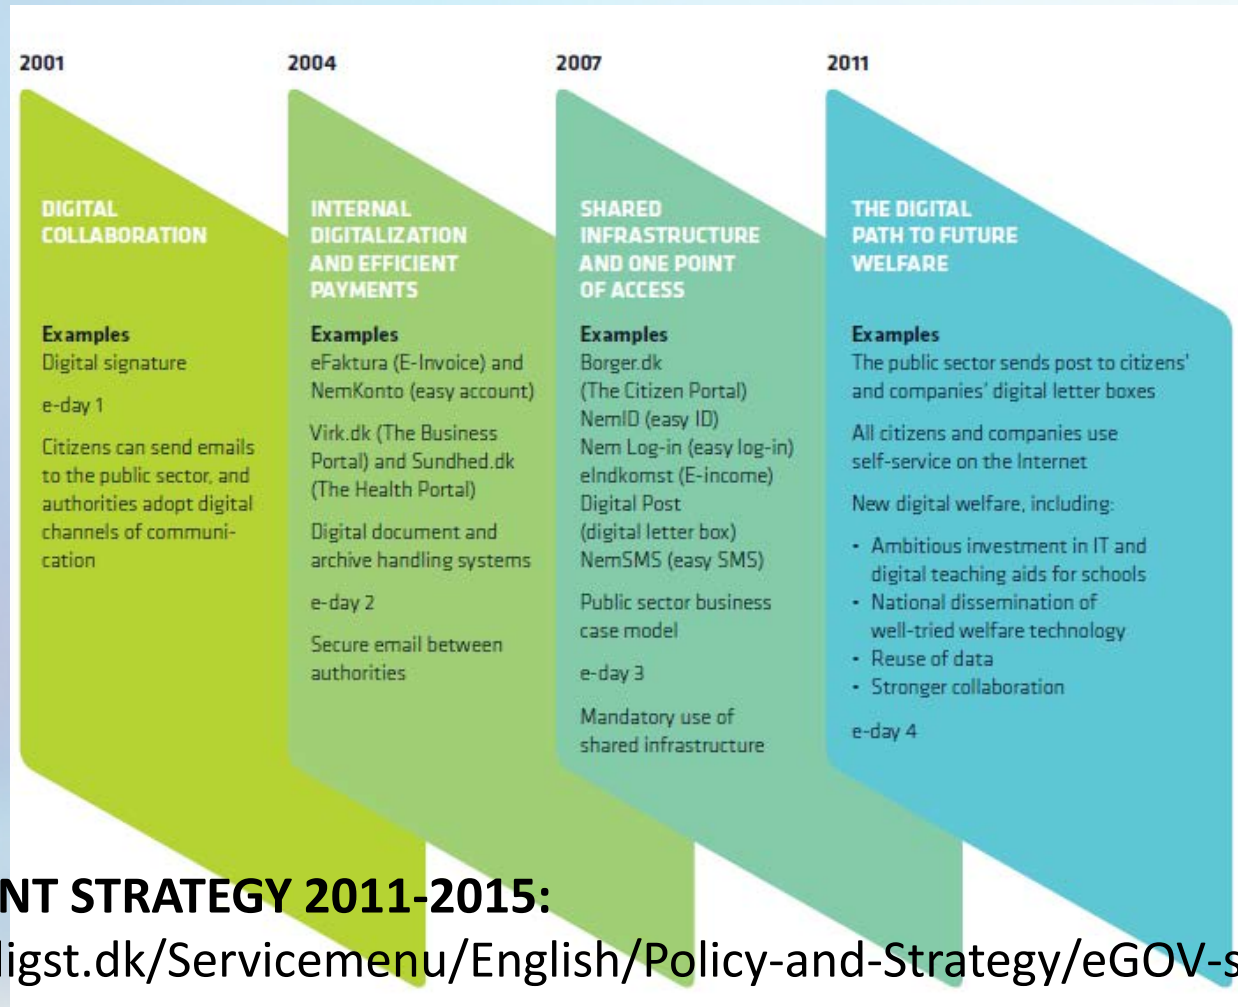 2001
2004
2007
2011
DIGITAL
COLLABORATION
Examples
Digital signature
e-day 1
Citizens can send emails
to the public sector, and
authorities adopt digital
channels of communi-
cation
INTERNAL
DIGITALIZATION
AND EFFICIENT
PAYMENTS
Examples
eFaktura (E-Invoice) and
NemKonto (easy account)
Virk.dk (The Business
Portal) and Sundhed.dk
(The Health Portal)
Digital document and
archive handling systems
e-day 2
Secure email between
authorities
SHARED
INFRASTRUCTURE
AND ONE POINT
OF ACCESS
Examples
Borger.dk
(The Citizen Portal)
NemID (easy ID)
Nem Log-in (easy log-in)
eIndkomst (E-income)
Digital Post
(digital letter box)
NemSMS (easy SMS)
Public sector business
case model
e-day 3
Mandatory use of
shared infrastructure
THE DIGITAL
PATH TO FUTURE
WELFARE
Examples
The public sector sends post to citizens'
and companies' digital letter boxes
All citizens and companies use
self-service on the Internet
New digital welfare, including:
• Ambitious investment in IT and
digital teaching aids for schools
• National dissemination of
well-tried welfare technology
• Reuse of data
• Stronger collaboration
e-day 4
NT STRATEGY 2011-2015:
digst.dk/Servicemenu/English/Policy-and-Strategy/eGOV-s